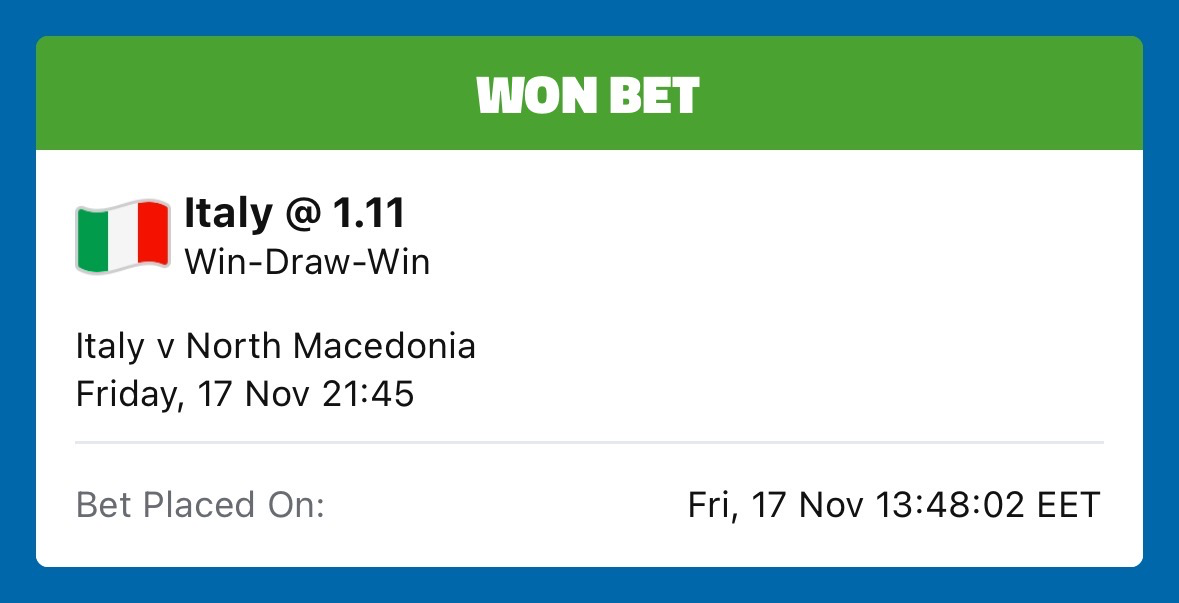 WON BET
Italy @ 1.11
Win-Draw-Win
Italy v North Macedonia
Friday, 17 Nov 21:45
Bet Placed On: Fri, 17 Nov 13:48:02 EET